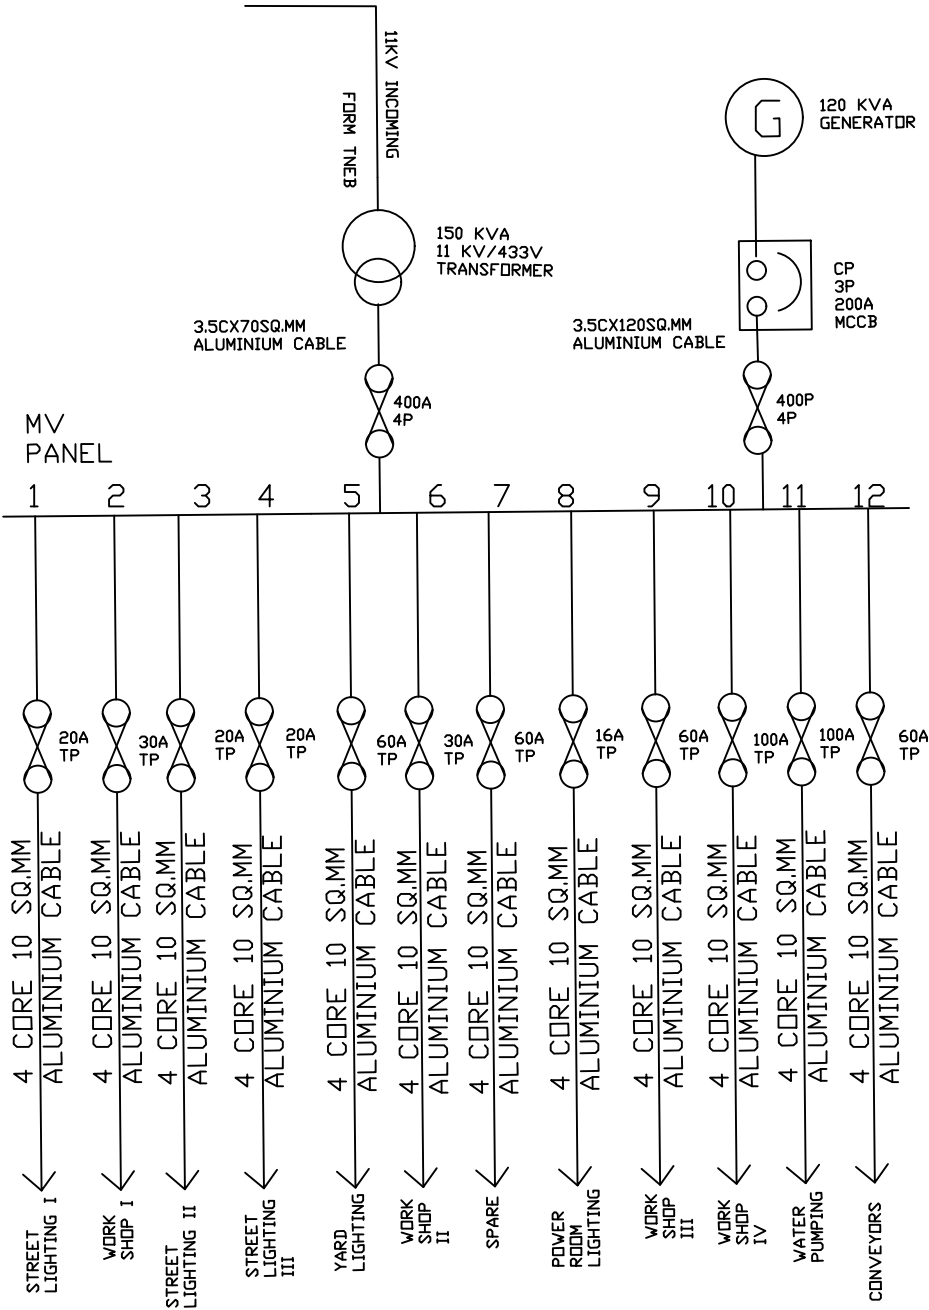 11KV INCOMING
FORM TNEB
G
120 KVA
GENERATOR
150 KVA
11 KV/433V
TRANSFORMER
CP
3P
200A
MCCB
3.5CX70SQ.MM
ALUMINIUM CABLE
3.5CX120SQ.MM
ALUMINIUM CABLE
400A
4P
400P
4P
MV
PANEL
1 2 3 4 5 6 7 8 9 10 11 12
20A
TP
30A
TP
20A
TP
20A
TP
60A
TP
30A
TP
60A
TP
16A
TP
60A
TP
100A
TP
100A
TP
60A
TP
4 CORE 10 SQ.MM
ALUMINIUM CABLE
4 CORE 10 SQ.MM
ALUMINIUM CABLE
4 CORE 10 SQ.MM
ALUMINIUM CABLE
4 CORE 10 SQ.MM
ALUMINIUM CABLE
4 CORE 10 SQ.MM
ALUMINIUM CABLE
4 CORE 10 SQ.MM
ALUMINIUM CABLE
4 CORE 10 SQ.MM
ALUMINIUM CABLE
4 CORE 10 SQ.MM
ALUMINIUM CABLE
4 CORE 10 SQ.MM
ALUMINIUM CABLE
4 CORE 10 SQ.MM
ALUMINIUM CABLE
4 CORE 10 SQ.MM
ALUMINIUM CABLE
4 CORE 10 SQ.MM
ALUMINIUM CABLE
STREET
LIGHTING I
WORK
SHOP I
STREET
LIGHTING II
STREET
LIGHTING
III
YARD
LIGHTING
WORK
SHOP
II
SPARE
POWER
ROOM
LIGHTING
WORK
SHOP
III
WORK
SHOP
IV
WATER
PUMPING
CONVEYORS